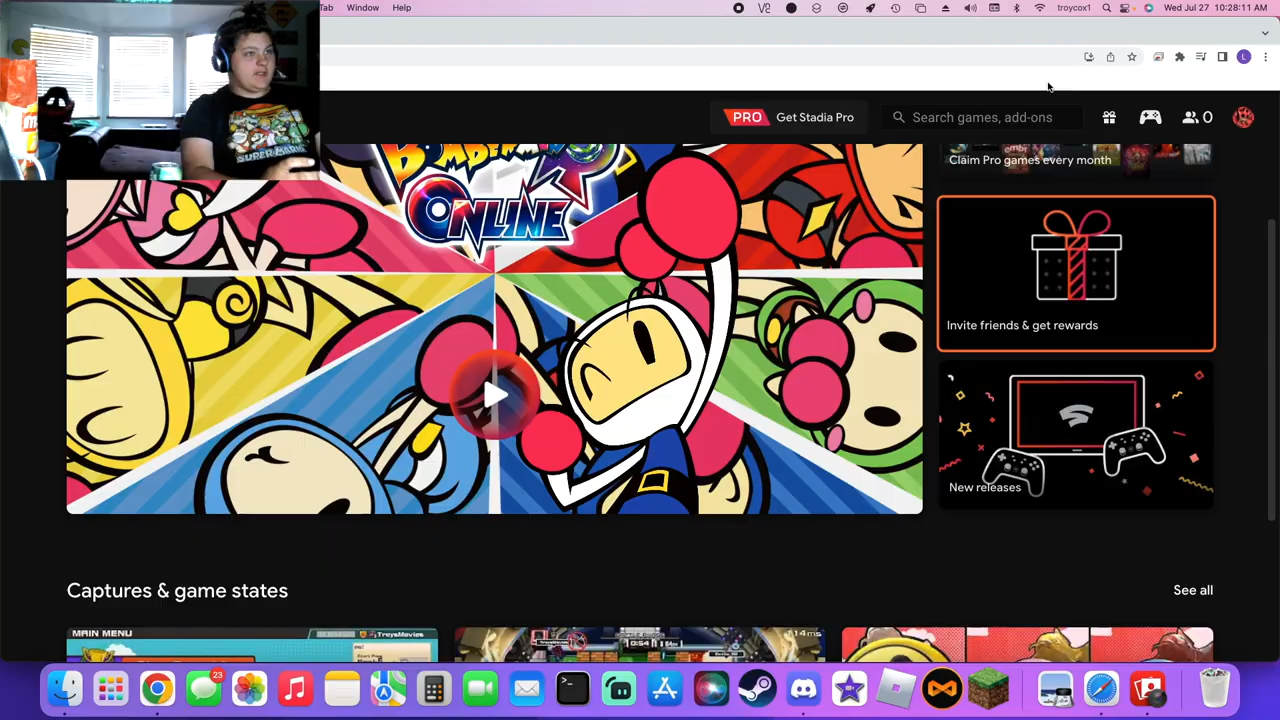 Tab Window Help
troycox1 Wed Jul 27 10:28:11 AM
L
PRO Get Stadia Pro
Search games, add-ons
0
Claim Pro games every month
ONLINE
Invite friends & get rewards
New releases
Captures & game states
See all
MAIN MENU
TreysMovies
23